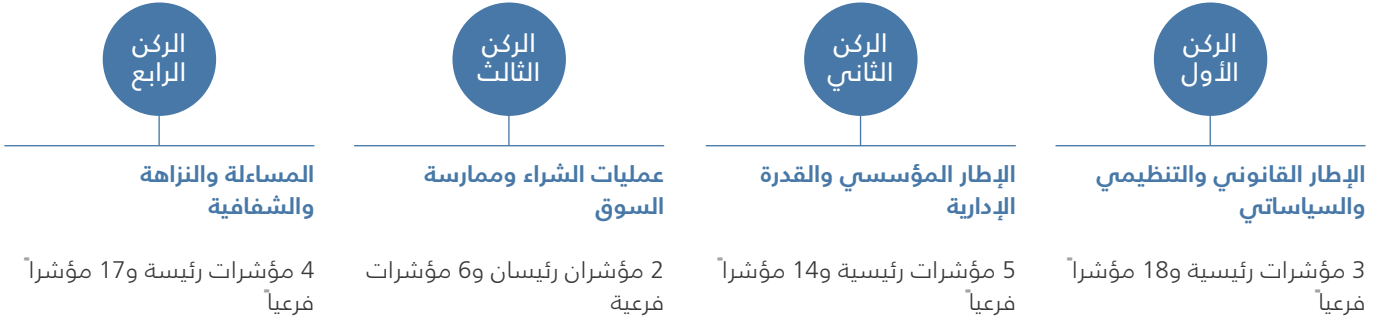 الركن
الأول
الإطار القانوني والتنظيمي
والسياساتي
3 مؤشرات رئيسية و18 مؤشراً
فرعياً
الركن
الثاني
الإطار المؤسسي والقدرة
الإدارية
5 مؤشرات رئيسية و14 مؤشراً
فرعياً
الركن
الثالث
عمليات الشراء وممارسة
السوق
2 مؤشران رئيسان و6 مؤشرات
فرعية
الركن
الرابع
المساءلة والنزاهة
والشفافية
4 مؤشرات رئيسة و17 مؤشراً
فرعياً